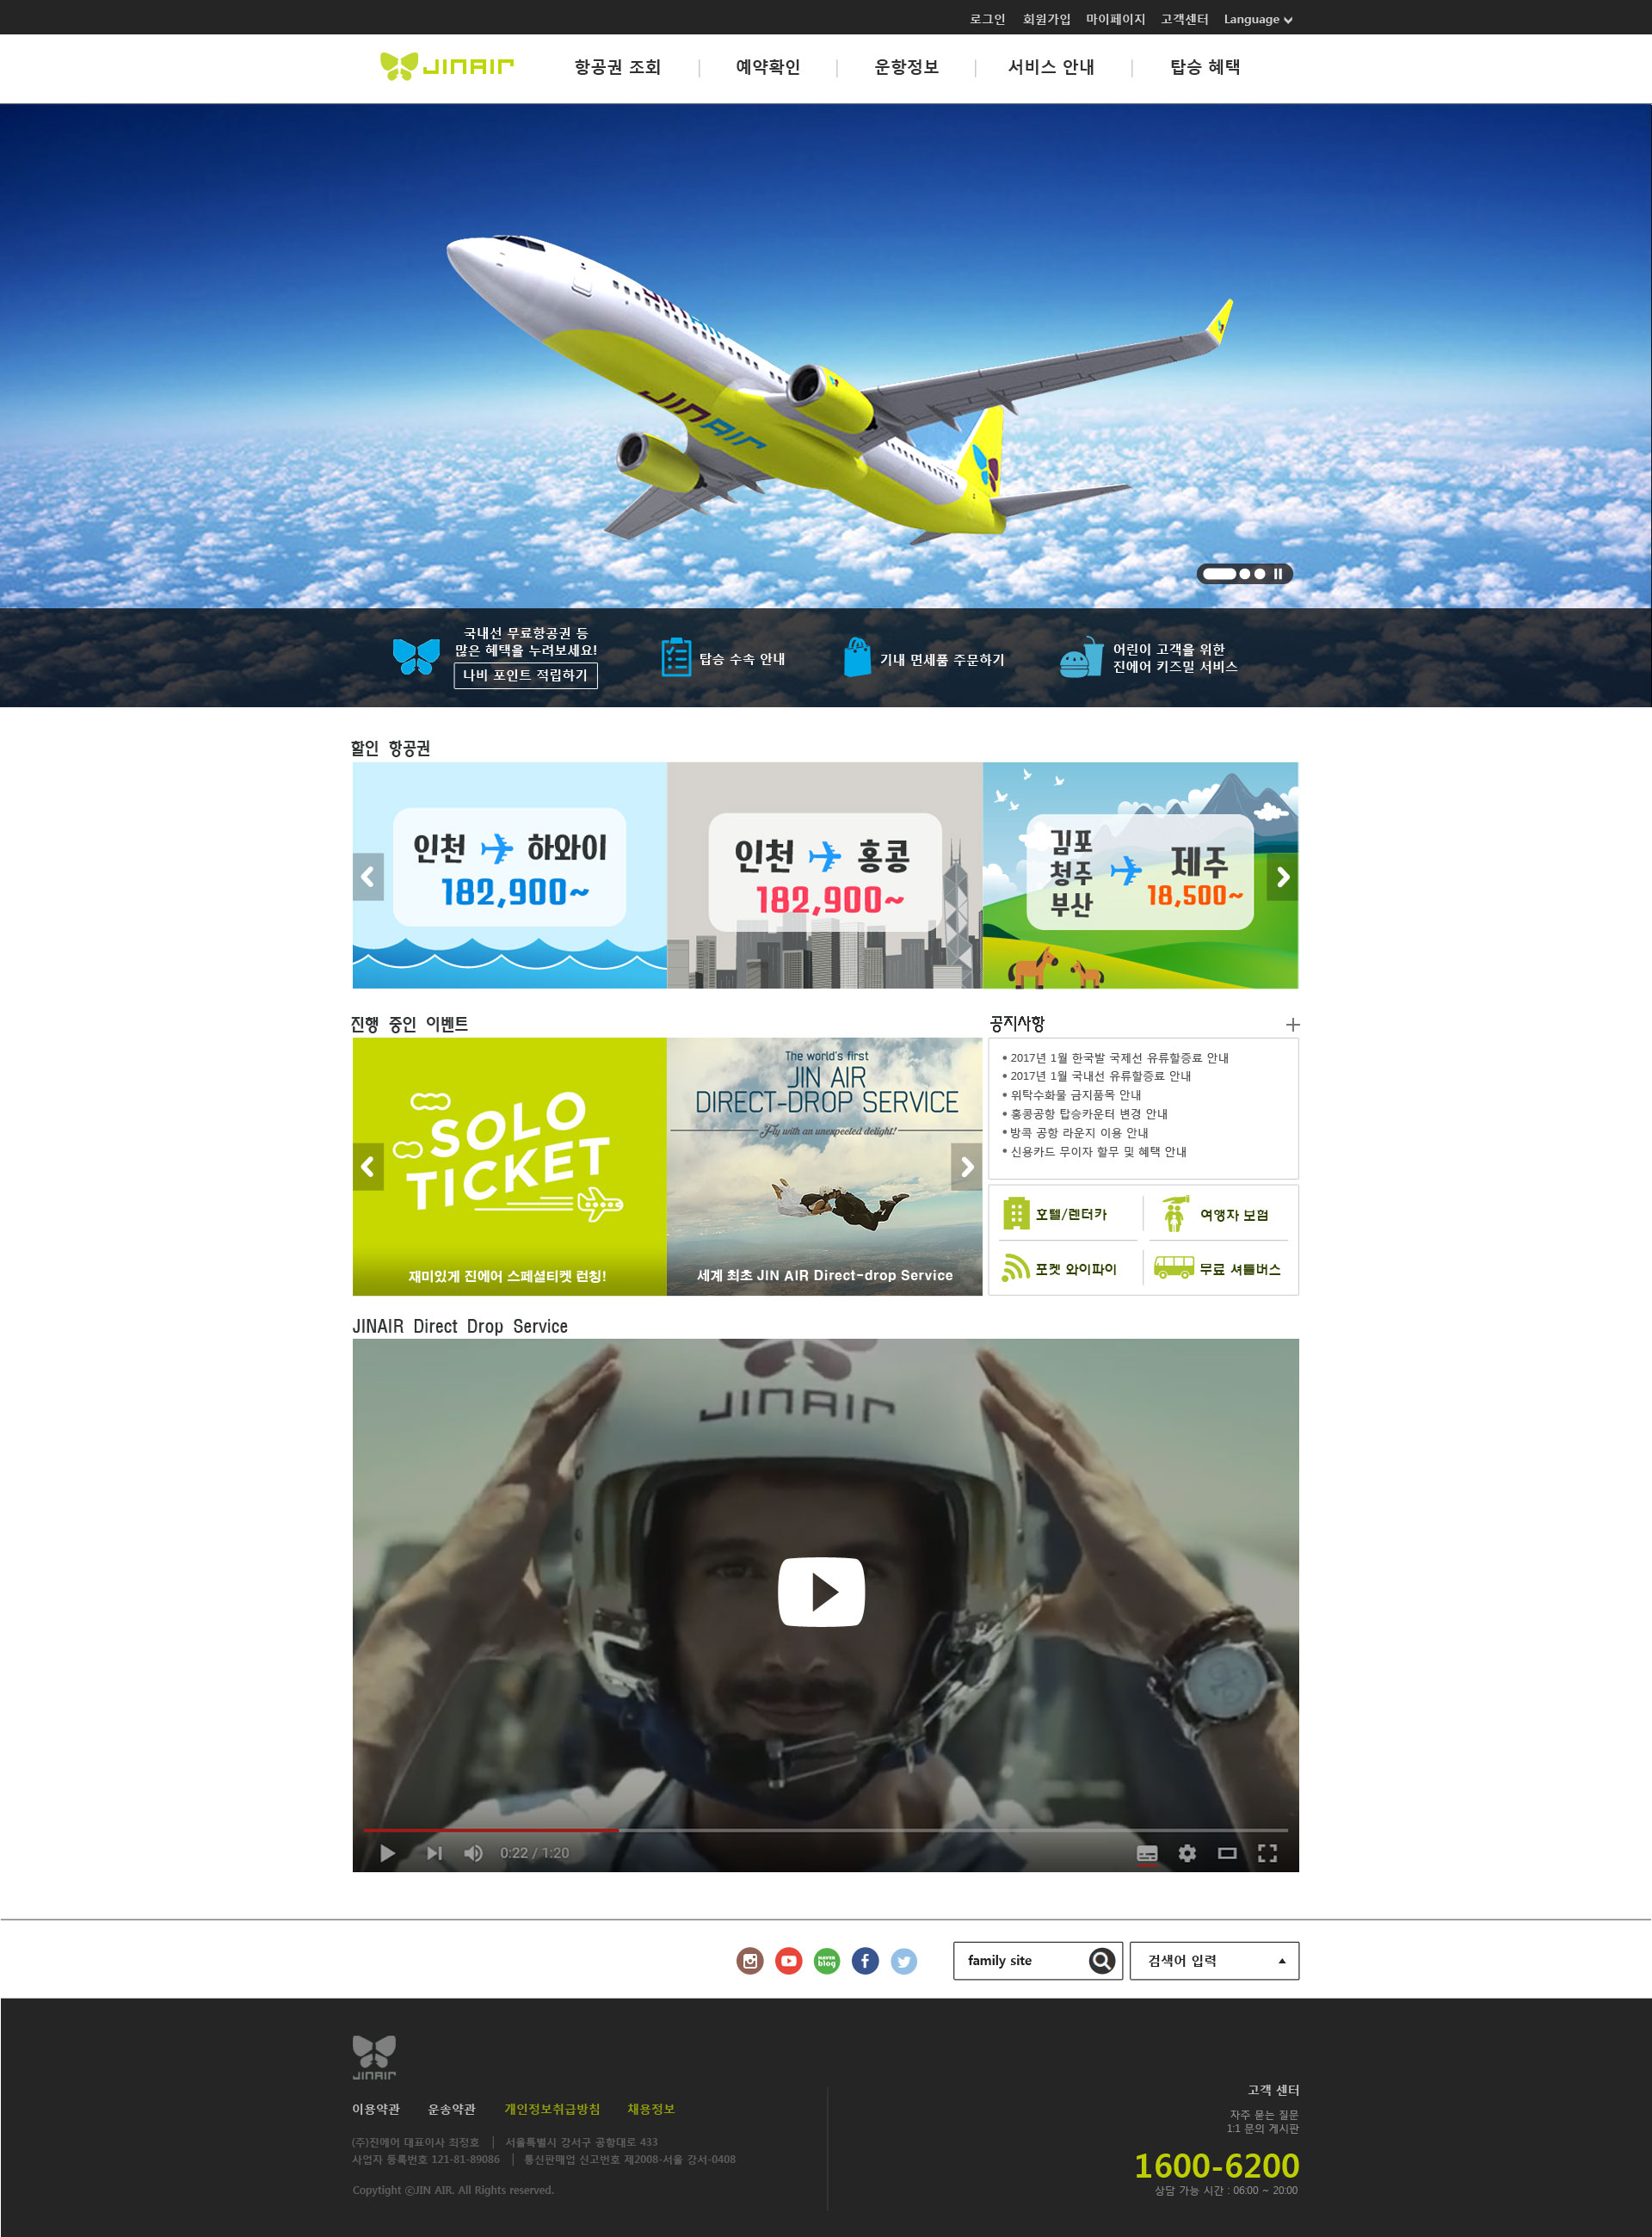 로그인 회원가입 마이페이지 고객센터 Language
JINAIR 항공권 조회 예약확인 운항정보 서비스 안내 탑승 혜택
JINAIR
JINAIR
국내선 무료항공권 등
많은 혜택을 누려보세요!
나비 포인트 적립하기
탑승 수속 안내
기내 면세품 주문하기
어린이 고객을 위한
진에어 키즈밀 서비스
할인 항공권
인천 하와이
182,900~
인천 홍콩
182,900~
김포
청주
부산
제주
18,500~
진행 중인 이벤트
SOLO
TICKET
재미있게 진에어 스페셜티켓 런칭!
The world's first
JIN AIR
DIRECT-DROP SERVICE
Fly with an unexpected delight!
세계 최초 JIN AIR Direct-drop Service
공지사항
• 2017년 1월 한국발 국제선 유류할증료 안내
• 2017년 1월 국내선 유류할증료 안내
• 위탁수화물 금지품목 안내
• 홍콩공항 탑승카운터 변경 안내
• 방콕 공항 라운지 이용 안내
• 신용카드 무이자 할무 및 혜택 안내
호텔/렌터카 여행자 보험
포켓 와이파이 무료 셔틀버스
JINAIR Direct Drop Service
JINAIR
0:22 / 1:20
NAVER
blog
family site 검색어 입력
JINAIR
이용약관 운송약관 개인정보취급방침 채용정보
(주)진에어 대표이사 최정호 | 서울특별시 강서구 공항대로 433
사업자 등록번호 121-81-89086 | 통신판매업 신고번호 제2008-서울 강서-0408
Copytight ⓒJIN AIR. All Rights reserved.
고객 센터
자주 묻는 질문
1:1 문의 게시판
1600-6200
상담 가능 시간 : 06:00 ~ 20:00